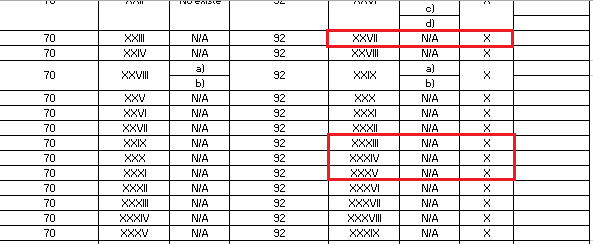 70 XXII No existe 92 XXVI c) X
d)
70 XXIII N/A 92 XXVII N/A X
70 XXIV N/A 92 XXVIII N/A X
70 XXVIII a) 92 XXIX a) X
b) b)
70 XXV N/A 92 XXX N/A X
70 XXVI N/A 92 XXXI N/A X
70 XXVII N/A 92 XXXII N/A X
70 XXIX N/A 92 XXXIII N/A X
70 XXX N/A 92 XXXIV N/A X
70 XXXI N/A 92 XXXV N/A X
70 XXXII N/A 92 XXXVI N/A X
70 XXXIII N/A 92 XXXVII N/A X
70 XXXIV N/A 92 XXXVIII N/A X
70 XXXV N/A 92 XXXIX N/A X